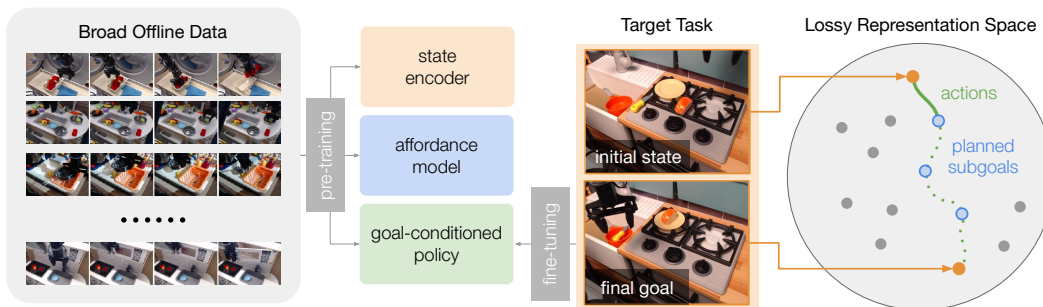 Broad Offline Data
pre-training
state
encoder
affordance
model
goal-conditioned
policy
fine-tuning
Target Task
initial state
final goal
Lossy Representation Space
actions
planned
subgoals